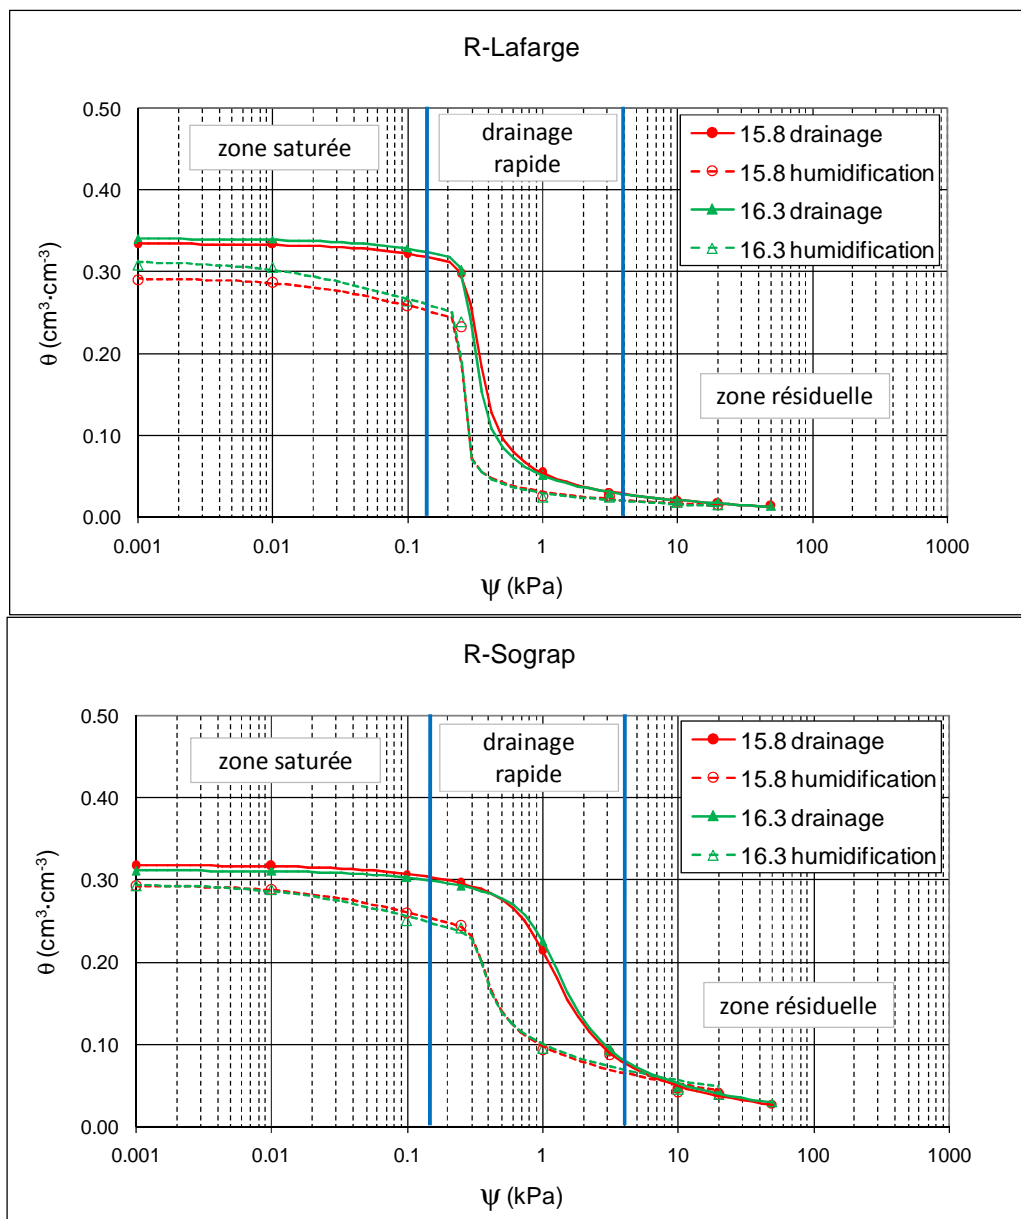 R-Lafarge
0.50
0.40
0.30
0.20
0.10
0.00
θ (cm³·cm⁻³)
zone saturée
drainage
rapide
zone résiduelle
15.8 drainage
15.8 humidification
16.3 drainage
16.3 humidification
0.001 0.01 0.1 1 10 100 1000
ψ (kPa)
R-Sograp
0.50
0.40
0.30
0.20
0.10
0.00
θ (cm³·cm⁻³)
zone saturée
drainage
rapide
zone résiduelle
15.8 drainage
15.8 humidification
16.3 drainage
16.3 humidification
0.001 0.01 0.1 1 10 100 1000
ψ (kPa)